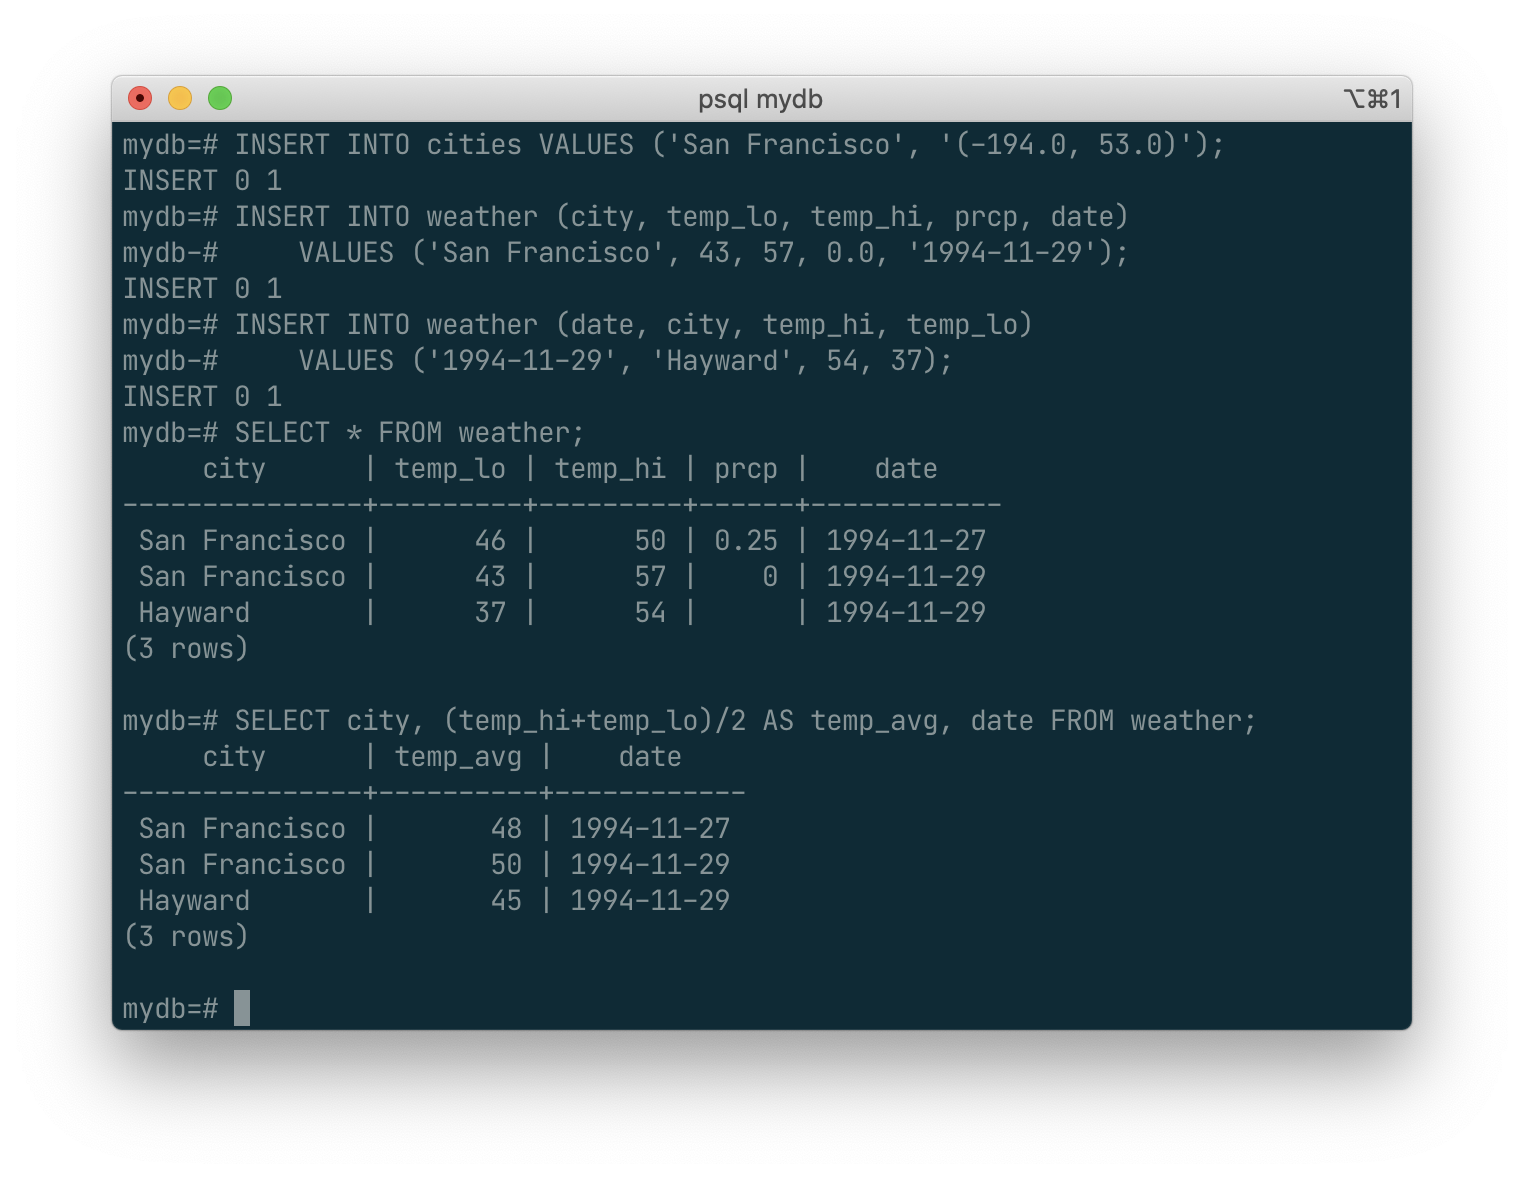 psql mydb
⌥⌘1
mydb=# INSERT INTO cities VALUES ('San Francisco', '(-194.0, 53.0)');
INSERT 0 1
mydb=# INSERT INTO weather (city, temp_lo, temp_hi, prcp, date)
mydb-#     VALUES ('San Francisco', 43, 57, 0.0, '1994-11-29');
INSERT 0 1
mydb=# INSERT INTO weather (date, city, temp_hi, temp_lo)
mydb-#     VALUES ('1994-11-29', 'Hayward', 54, 37);
INSERT 0 1
mydb=# SELECT * FROM weather;
     city      | temp_lo | temp_hi | prcp |    date
---------------+---------+---------+------+------------
 San Francisco |      46 |      50 | 0.25 | 1994-11-27
 San Francisco |      43 |      57 |    0 | 1994-11-29
 Hayward       |      37 |      54 |      | 1994-11-29
(3 rows)

mydb=# SELECT city, (temp_hi+temp_lo)/2 AS temp_avg, date FROM weather;
     city      | temp_avg |    date
---------------+----------+------------
 San Francisco |       48 | 1994-11-27
 San Francisco |       50 | 1994-11-29
 Hayward       |       45 | 1994-11-29
(3 rows)

mydb=#